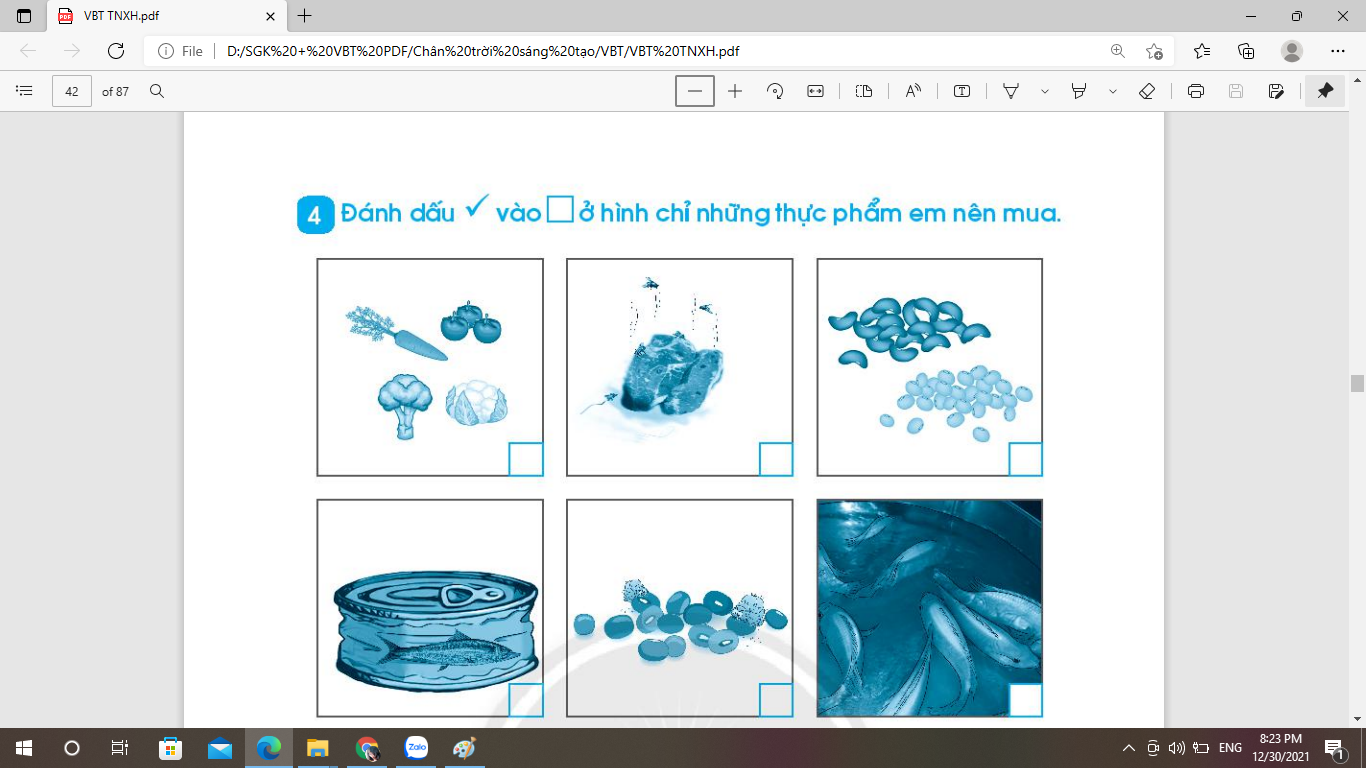 VBT TNXH.pdf
File D:/SGK%20+%20VBT%20PDF/Chân%20trời%20sáng%20tạo/VBT/VBT%20TNXH.pdf
42 of 87
4 Đánh dấu ✓ vào □ ở hình chỉ những thực phẩm em nên mua.
Zalo
ENG
8:23 PM
12/30/2021
1